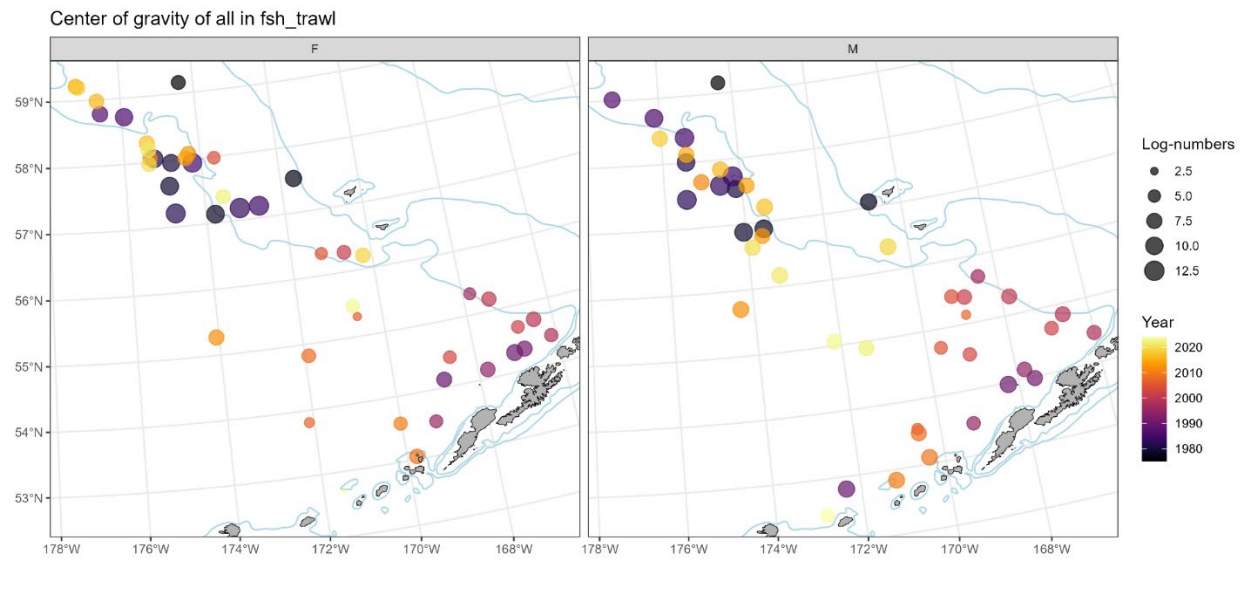 Center of gravity of all in fsh_trawl
F
M
59°N
58°N
57°N
56°N
55°N
54°N
53°N
178°W 176°W 174°W 172°W 170°W 168°W
178°W 176°W 174°W 172°W 170°W 168°W
Log-numbers
2.5
5.0
7.5
10.0
12.5
Year
2020
2010
2000
1990
1980